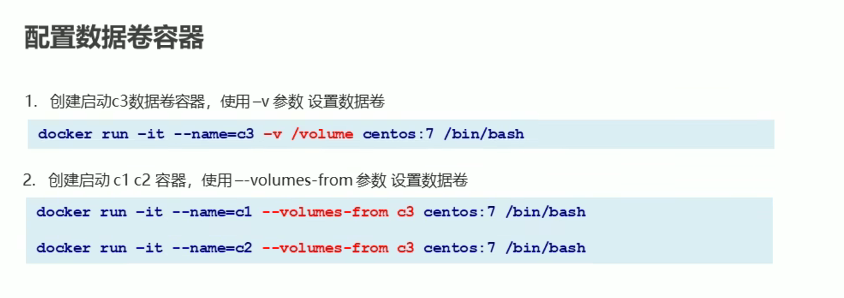 配置数据卷容器
1. 创建启动c3数据卷容器，使用 –v 参数 设置数据卷
docker run –it --name=c3 –v /volume centos:7 /bin/bash
2. 创建启动 c1 c2 容器，使用 –-volumes-from 参数 设置数据卷
docker run –it --name=c1 --volumes-from c3 centos:7 /bin/bash
docker run –it --name=c2 --volumes-from c3 centos:7 /bin/bash